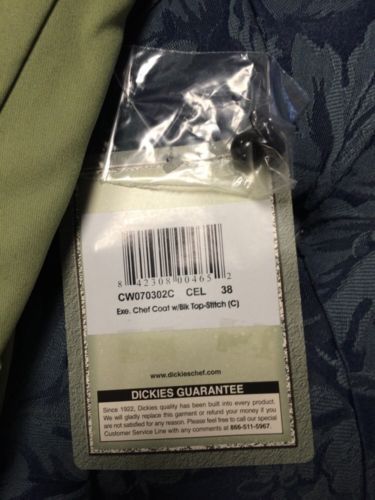 8 42308 00465 2
CW070302C CEL 38
Exe. Chef Coat w/Blk Top-Stitch (C)
www.dickieschef.com
DICKIES GUARANTEE
Since 1922, Dickies quality has been built into every product.
We will gladly replace this garment or refund your money if you
are not satisfied for any reason. Please feel free to call our special
Customer Service Line with any comments at 866-511-5967.